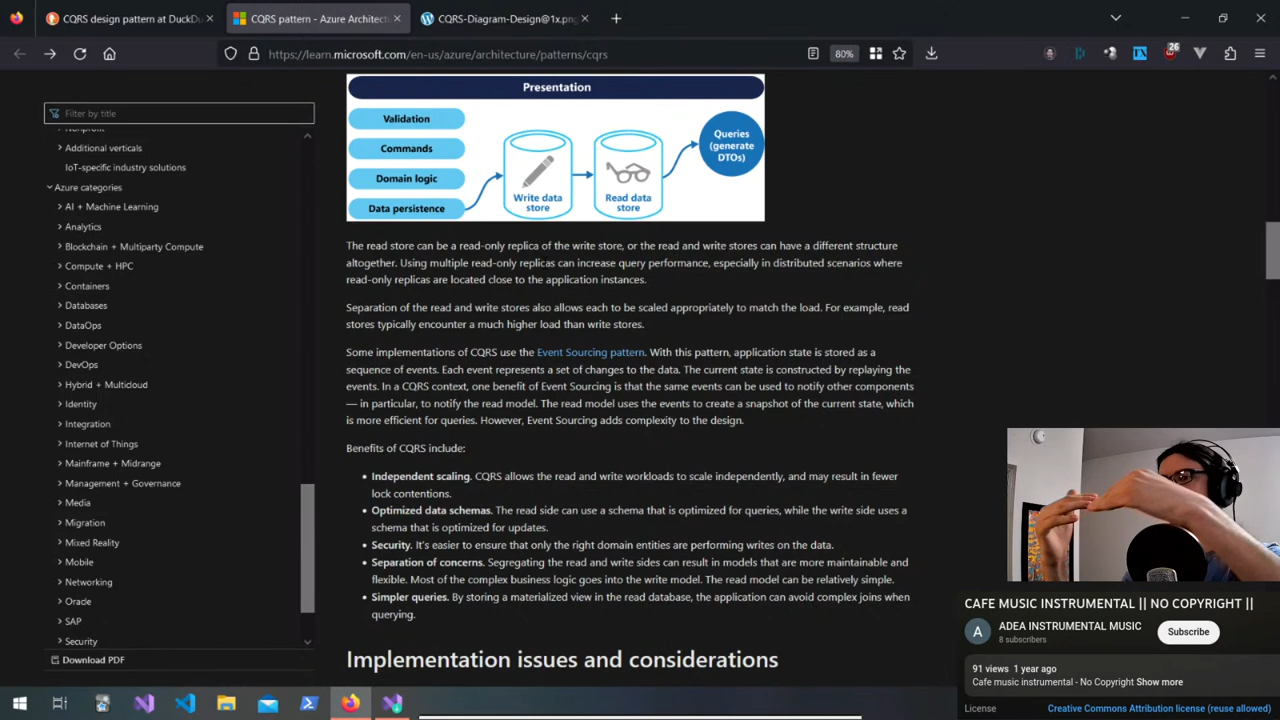 CQRS design pattern at DuckDu
CQRS pattern - Azure Architect
CQRS-Diagram-Design@1x.png
https://learn.microsoft.com/en-us/azure/architecture/patterns/cqrs
80%
26
Filter by title
Nonprofit
Additional verticals
IoT-specific industry solutions
Azure categories
AI + Machine Learning
Analytics
Blockchain + Multiparty Compute
Compute + HPC
Containers
Databases
DataOps
Developer Options
DevOps
Hybrid + Multicloud
Identity
Integration
Internet of Things
Mainframe + Midrange
Management + Governance
Media
Migration
Mixed Reality
Mobile
Networking
Oracle
SAP
Security
Download PDF
Presentation
Validation
Commands
Domain logic
Data persistence
Write data
store
Read data
store
Queries
(generate
DTOs)
The read store can be a read-only replica of the write store, or the read and write stores can have a different structure
altogether. Using multiple read-only replicas can increase query performance, especially in distributed scenarios where
read-only replicas are located close to the application instances.
Separation of the read and write stores also allows each to be scaled appropriately to match the load. For example, read
stores typically encounter a much higher load than write stores.
Some implementations of CQRS use the Event Sourcing pattern. With this pattern, application state is stored as a
sequence of events. Each event represents a set of changes to the data. The current state is constructed by replaying the
events. In a CQRS context, one benefit of Event Sourcing is that the same events can be used to notify other components
— in particular, to notify the read model. The read model uses the events to create a snapshot of the current state, which
is more efficient for queries. However, Event Sourcing adds complexity to the design.
Benefits of CQRS include:
• Independent scaling. CQRS allows the read and write workloads to scale independently, and may result in fewer
lock contentions.
• Optimized data schemas. The read side can use a schema that is optimized for queries, while the write side uses a
schema that is optimized for updates.
• Security. It's easier to ensure that only the right domain entities are performing writes on the data.
• Separation of concerns. Segregating the read and write sides can result in models that are more maintainable and
flexible. Most of the complex business logic goes into the write model. The read model can be relatively simple.
• Simpler queries. By storing a materialized view in the read database, the application can avoid complex joins when
querying.
Implementation issues and considerations
CAFE MUSIC INSTRUMENTAL || NO COPYRIGHT ||
A
ADEA INSTRUMENTAL MUSIC
8 subscribers
Subscribe
91 views 1 year ago
Cafe music instrumental - No Copyright Show more
License
Creative Commons Attribution license (reuse allowed)